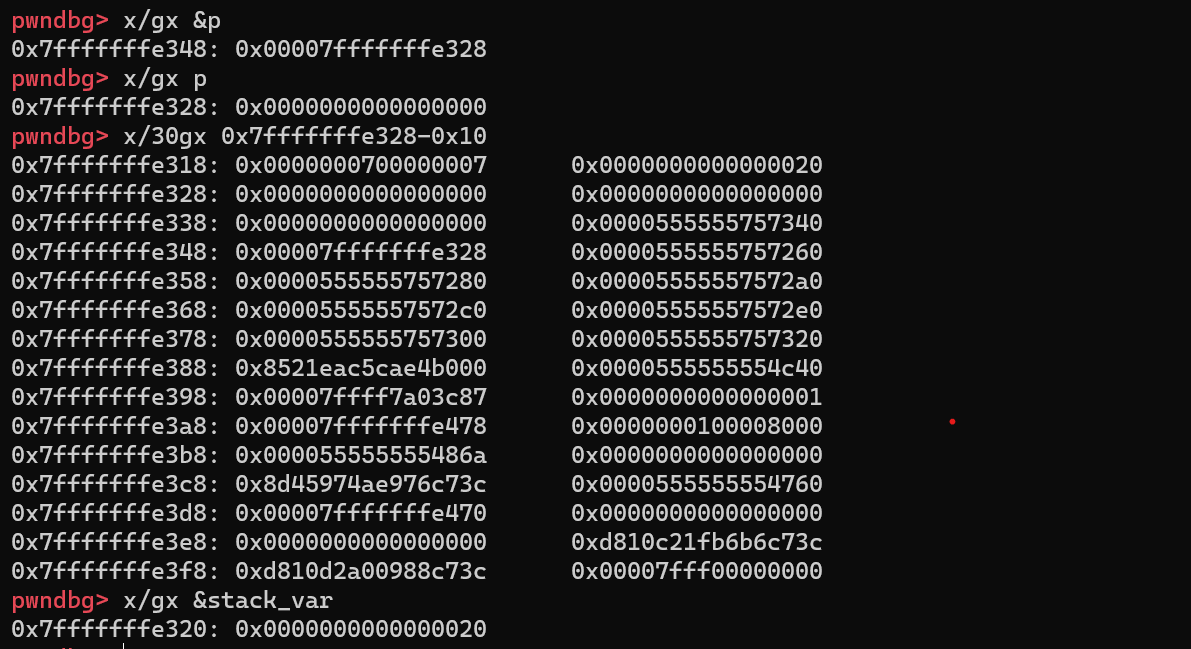 pwndbg> x/gx &p
0x7fffffffe348: 0x00007fffffffe328
pwndbg> x/gx p
0x7fffffffe328: 0x0000000000000000
pwndbg> x/30gx 0x7fffffffe328-0x10
0x7fffffffe318: 0x0000000700000007 0x0000000000000020
0x7fffffffe328: 0x0000000000000000 0x0000000000000000
0x7fffffffe338: 0x0000000000000000 0x0000555555757340
0x7fffffffe348: 0x00007fffffffe328 0x0000555555757260
0x7fffffffe358: 0x0000555555757280 0x00005555557572a0
0x7fffffffe368: 0x00005555557572c0 0x00005555557572e0
0x7fffffffe378: 0x0000555555757300 0x0000555555757320
0x7fffffffe388: 0x8521eac5cae4b000 0x0000555555554c40
0x7fffffffe398: 0x00007ffff7a03c87 0x0000000000000001
0x7fffffffe3a8: 0x00007fffffffe478 0x0000000100008000
0x7fffffffe3b8: 0x000055555555486a 0x0000000000000000
0x7fffffffe3c8: 0x8d45974ae976c73c 0x0000555555554760
0x7fffffffe3d8: 0x00007fffffffe470 0x0000000000000000
0x7fffffffe3e8: 0x0000000000000000 0xd810c21fb6b6c73c
0x7fffffffe3f8: 0xd810d2a00988c73c 0x00007fff00000000
pwndbg> x/gx &stack_var
0x7fffffffe320: 0x0000000000000020